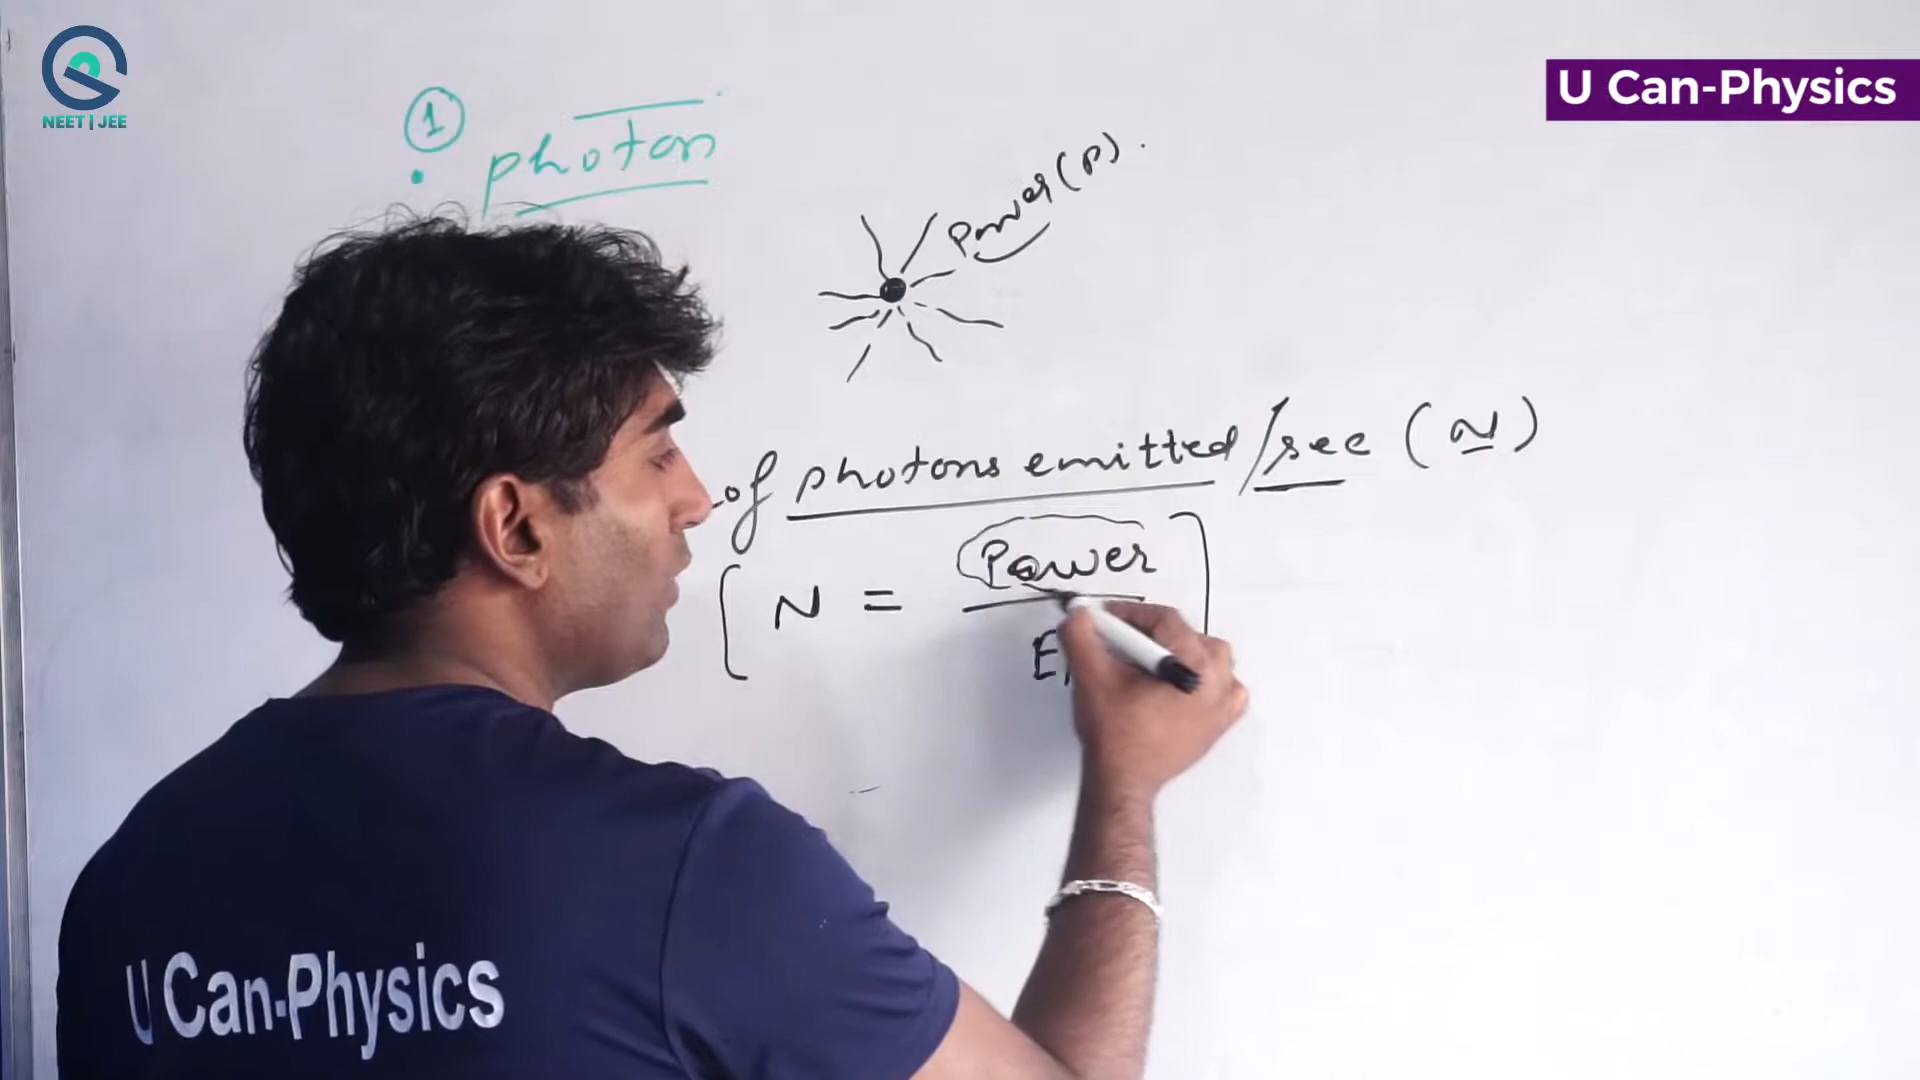 NEET | JEE
U Can-Physics
1
photon
Power (P).
of photons emitted/sec (N)
[ N = Power / E ]
U Can-Physics